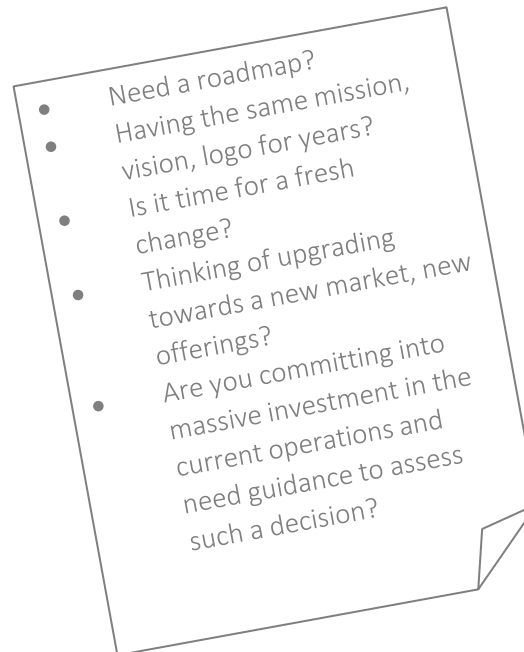 • Need a roadmap?
• Having the same mission,
vision, logo for years?
• Is it time for a fresh
change?
• Thinking of upgrading
towards a new market, new
offerings?
• Are you committing into
massive investment in the
current operations and
need guidance to assess
such a decision?